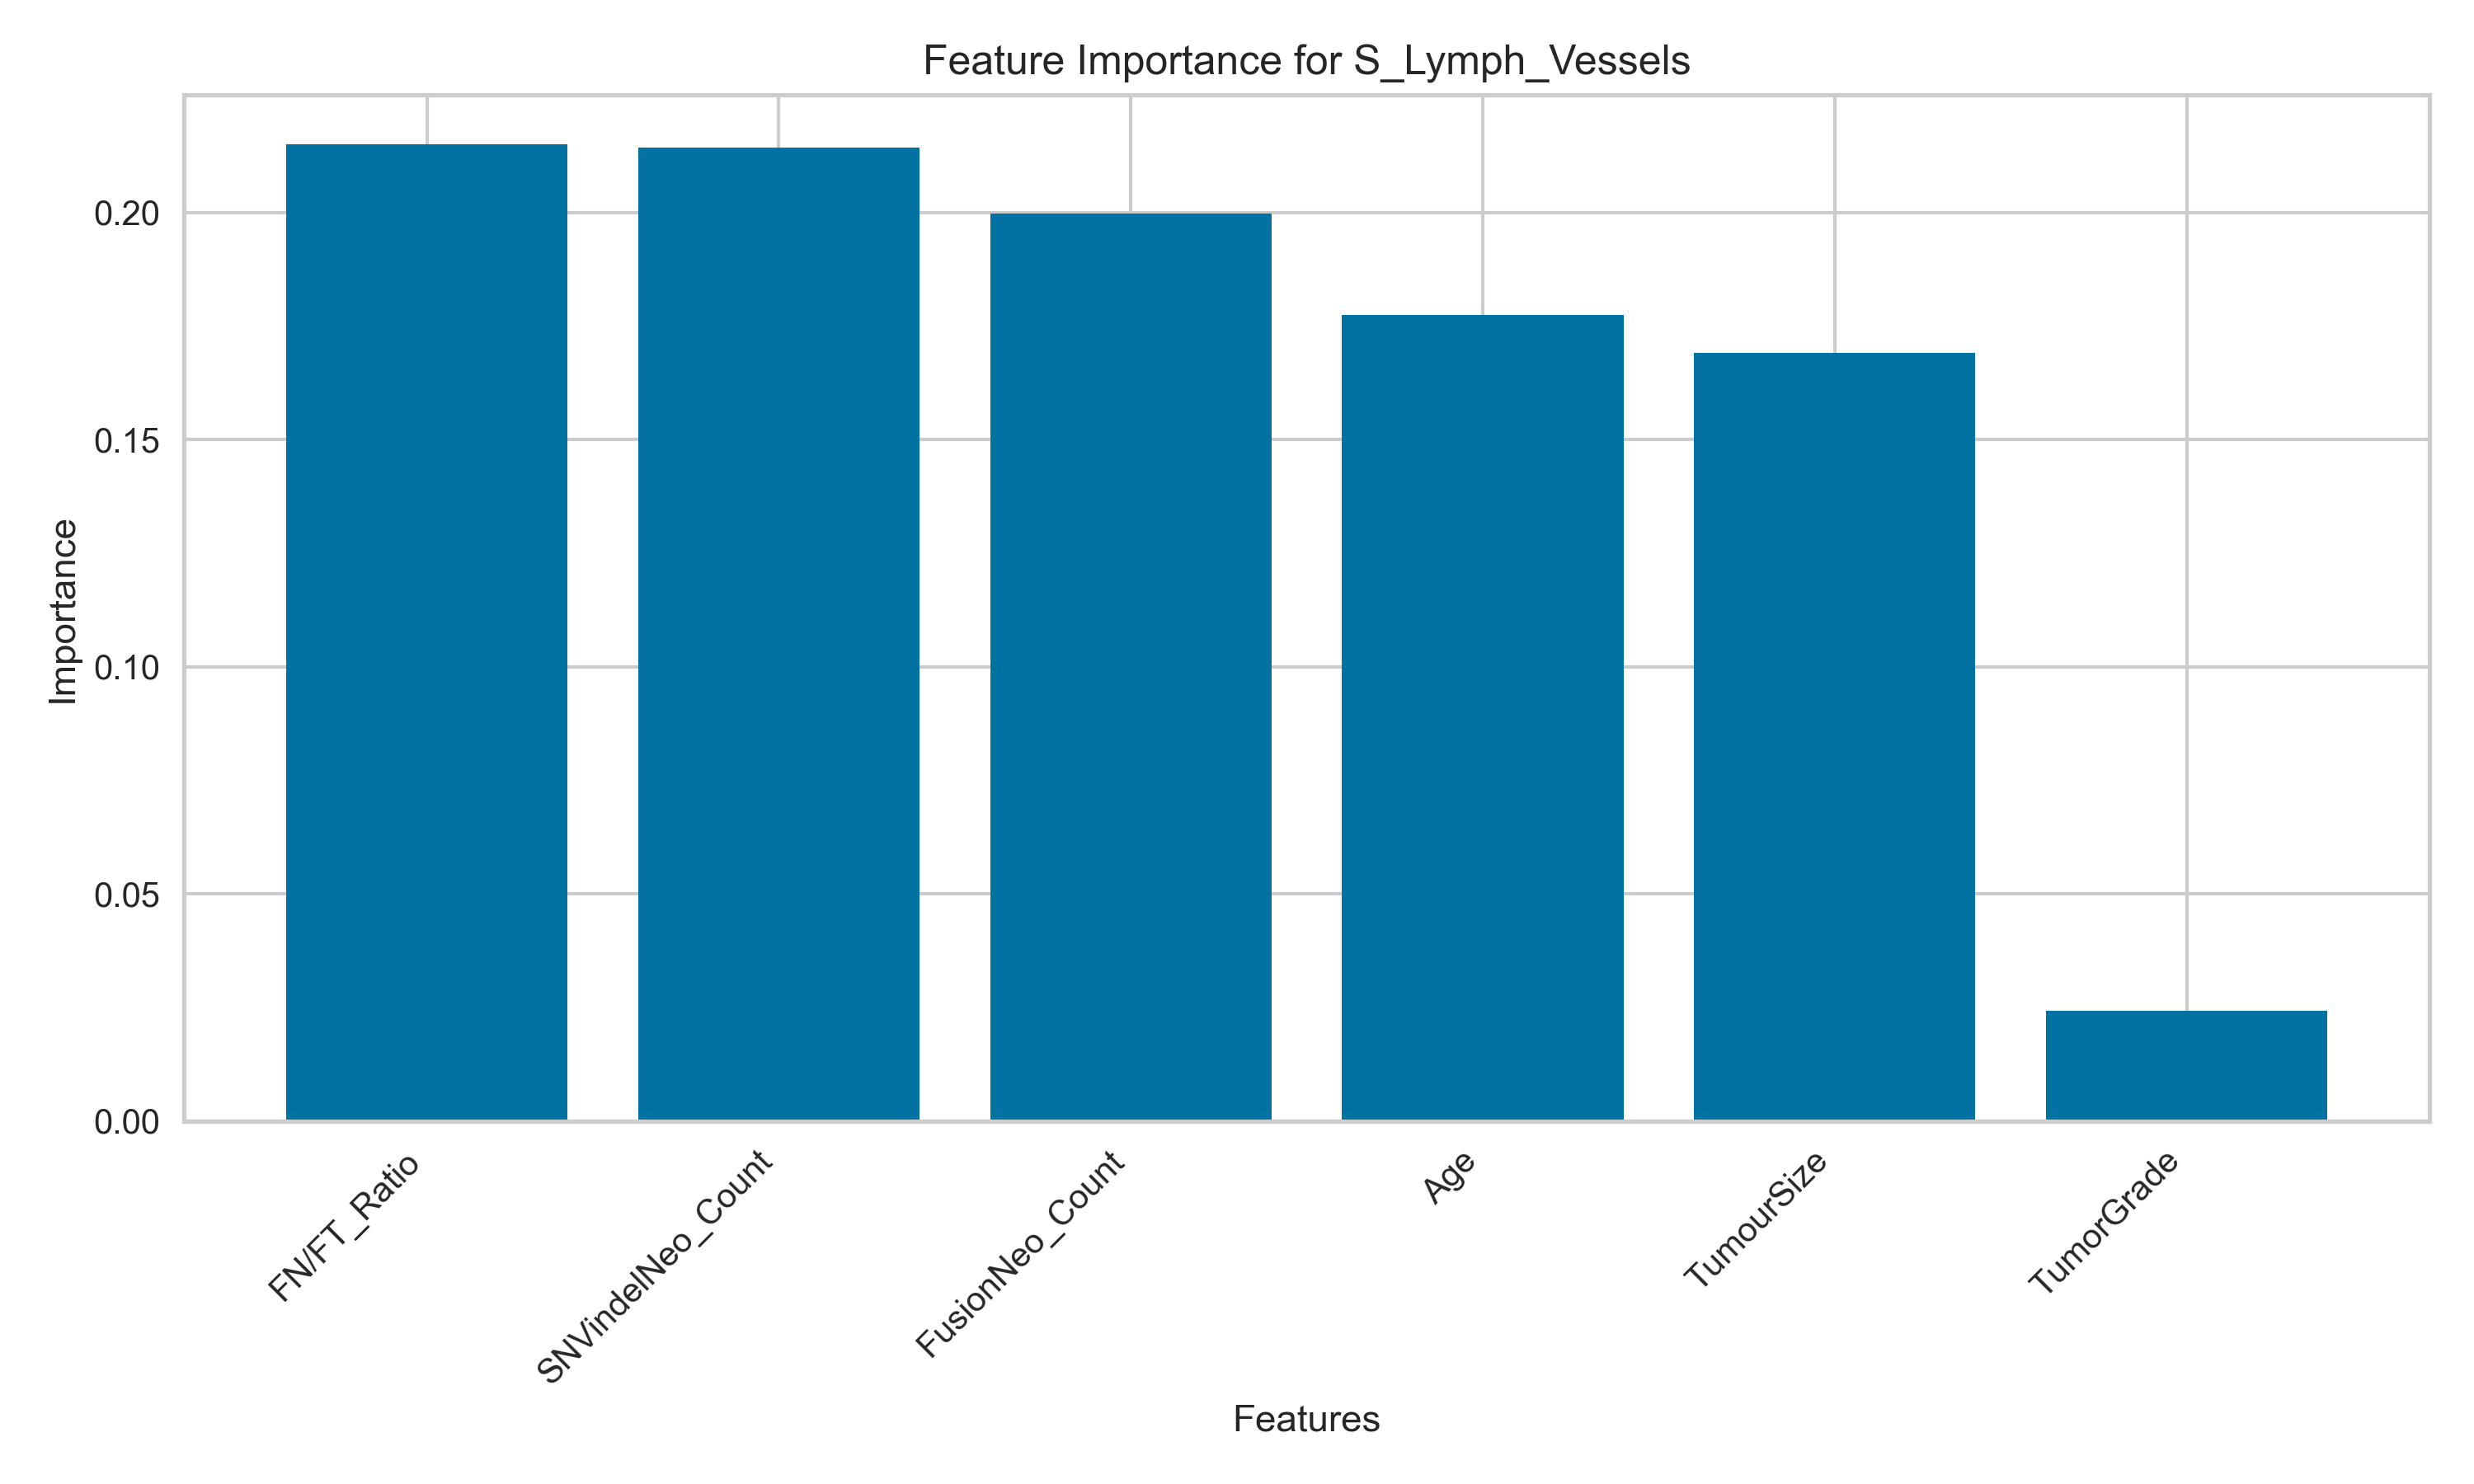 Feature Importance for S_Lymph_Vessels
Importance
0.20
0.15
0.10
0.05
0.00
FN/FT_Ratio
SNVindelNeo_Count
FusionNeo_Count
Age
TumourSize
TumorGrade
Features